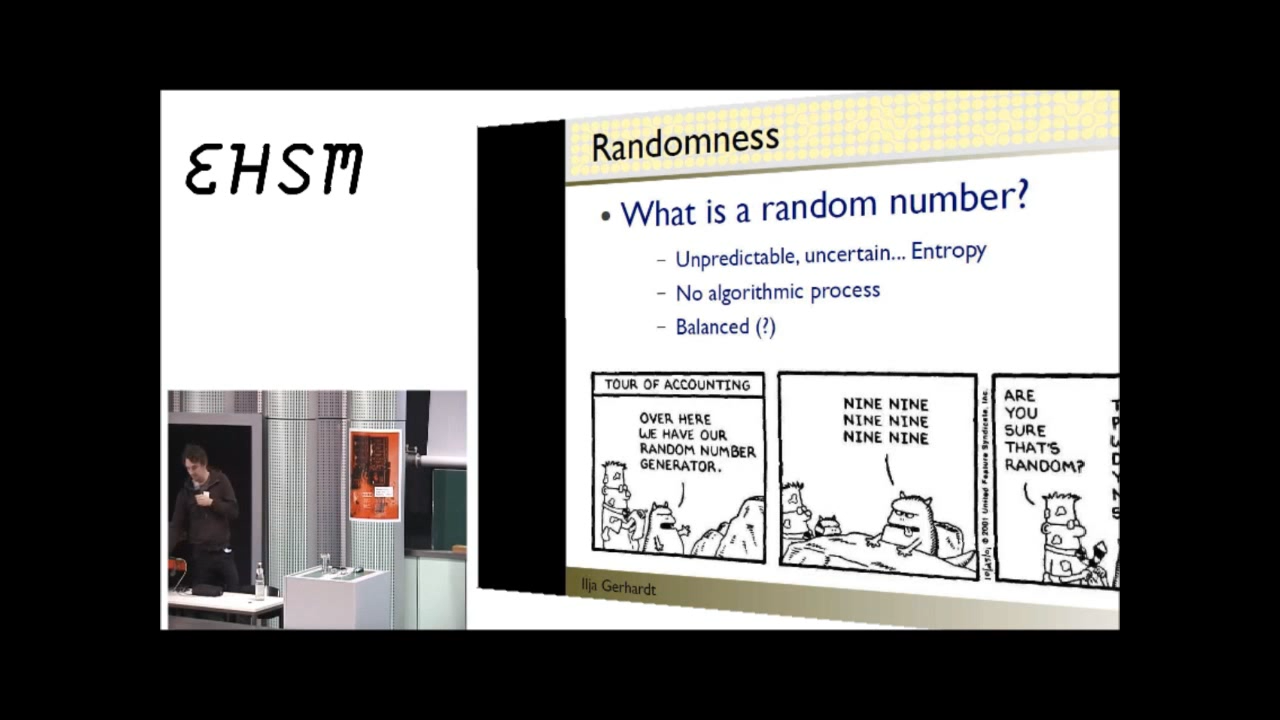 EHSM
Randomness
• What is a random number?
– Unpredictable, uncertain... Entropy
– No algorithmic process
– Balanced (?)
TOUR OF ACCOUNTING
OVER HERE
WE HAVE OUR
RANDOM NUMBER
GENERATOR.
NINE NINE
NINE NINE
NINE NINE
© 2001 United Feature Syndicate, Inc.
ARE
YOU
SURE
THAT'S
RANDOM?
Ilja Gerhardt